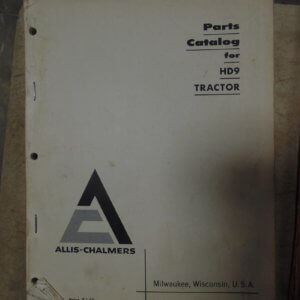 Parts
Catalog
for
HD9
TRACTOR
ALLIS-CHALMERS
Milwaukee, Wisconsin, U. S. A.